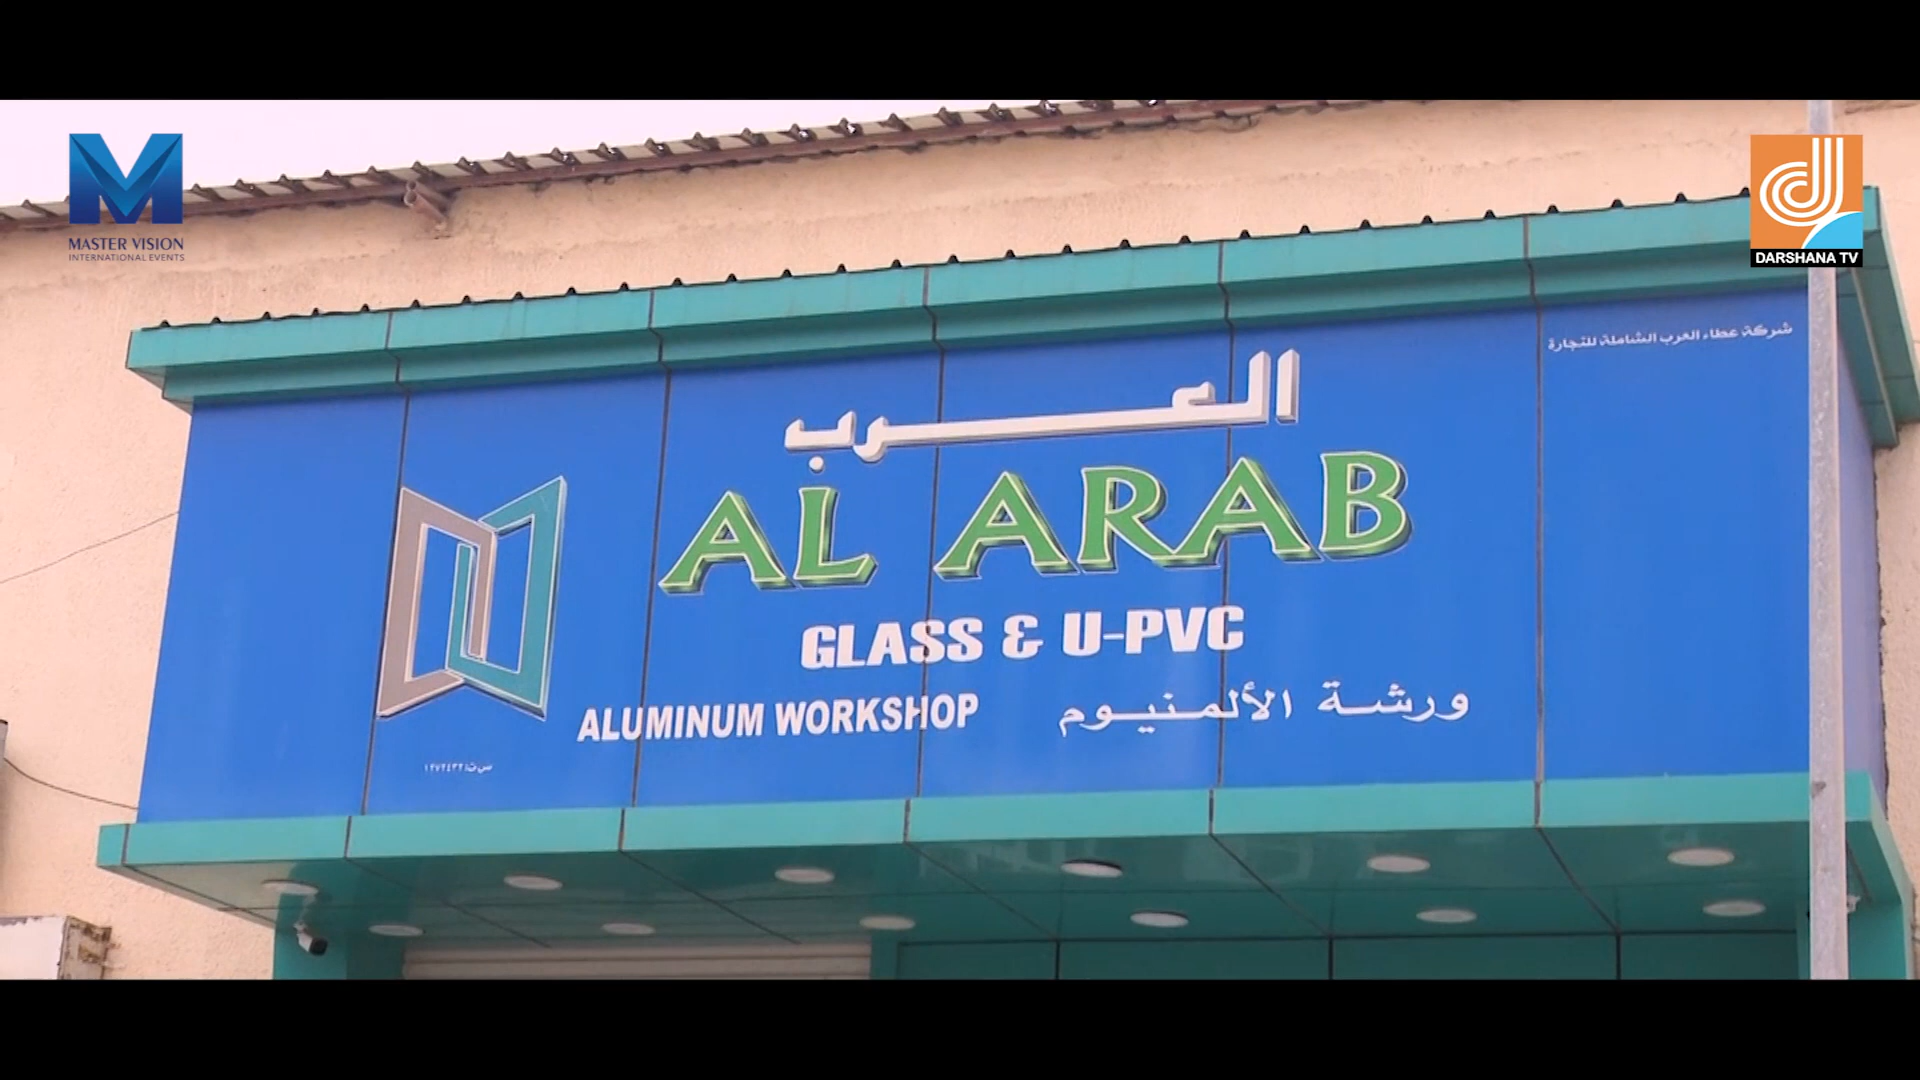 MASTER VISION
INTERNATIONAL EVENTS
DARSHANA TV
شركة عطاء العرب الشاملة للتجارة
العرب
AL ARAB
GLASS & U-PVC
ALUMINUM WORKSHOP ورشة الألمنيوم
س ت: ١٢٧٢٤٣٢